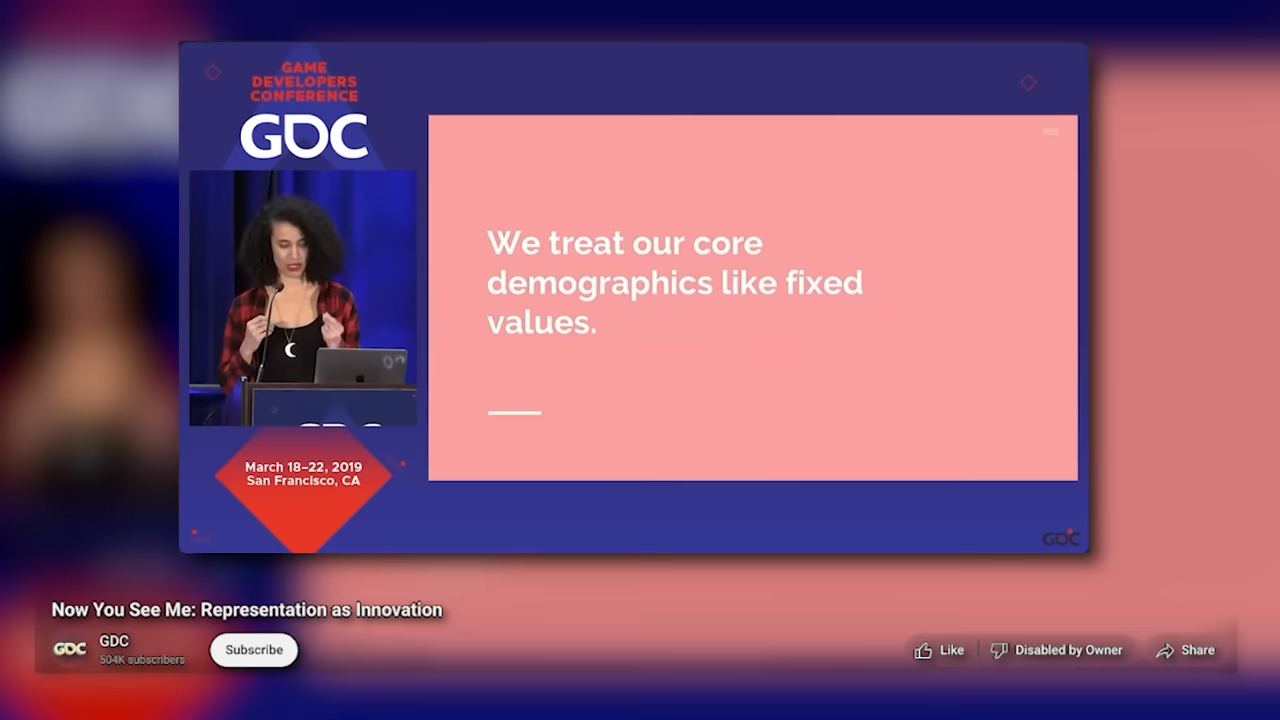 GAME
DEVELOPERS
CONFERENCE
GDC
We treat our core
demographics like fixed
values.
March 18–22, 2019
San Francisco, CA
GDC
Now You See Me: Representation as Innovation
GDC
GDC
504K subscribers
Subscribe
Like
Disabled by Owner
Share